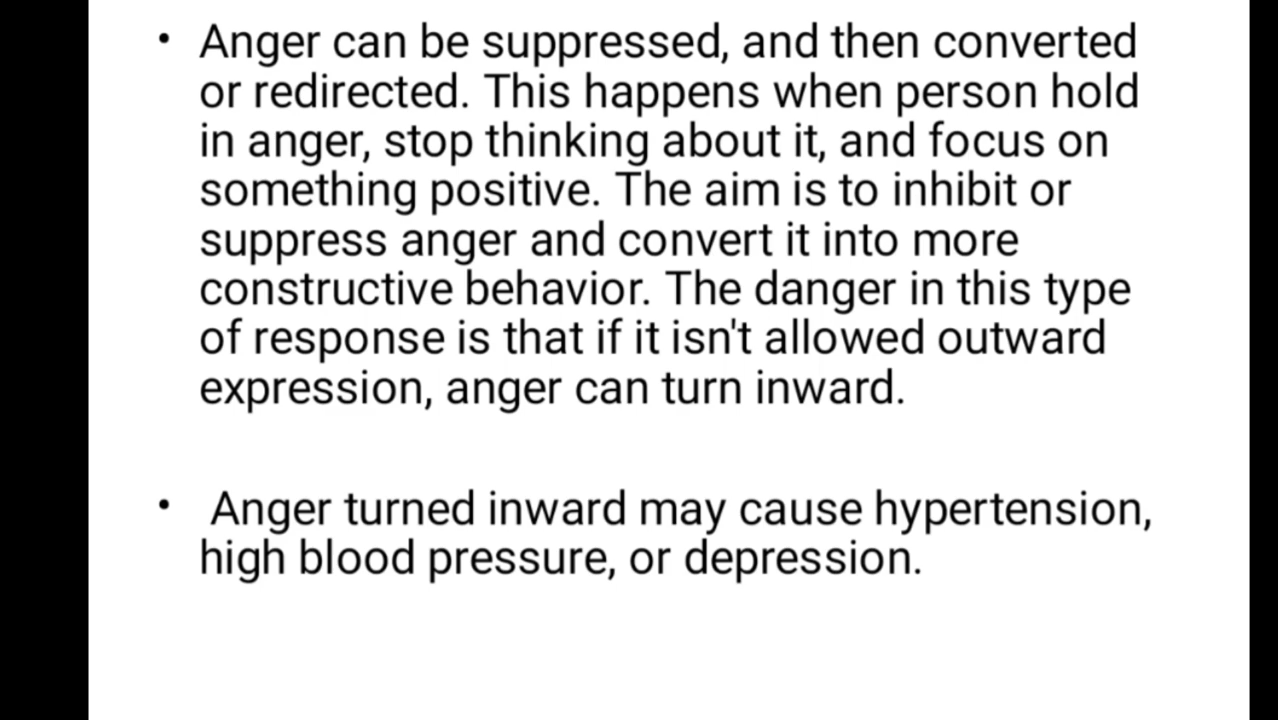 • Anger can be suppressed, and then converted
or redirected. This happens when person hold
in anger, stop thinking about it, and focus on
something positive. The aim is to inhibit or
suppress anger and convert it into more
constructive behavior. The danger in this type
of response is that if it isn't allowed outward
expression, anger can turn inward.
• Anger turned inward may cause hypertension,
high blood pressure, or depression.